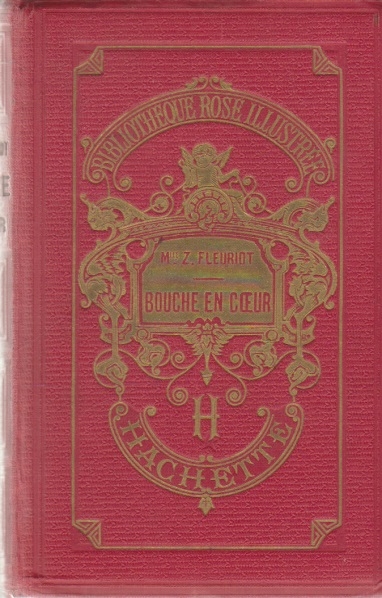 BIBLIOTHÈQUE ROSE ILLUSTRÉE
Mlle Z. FLEURIOT
BOUCHE EN CŒUR
H
HACHETTE